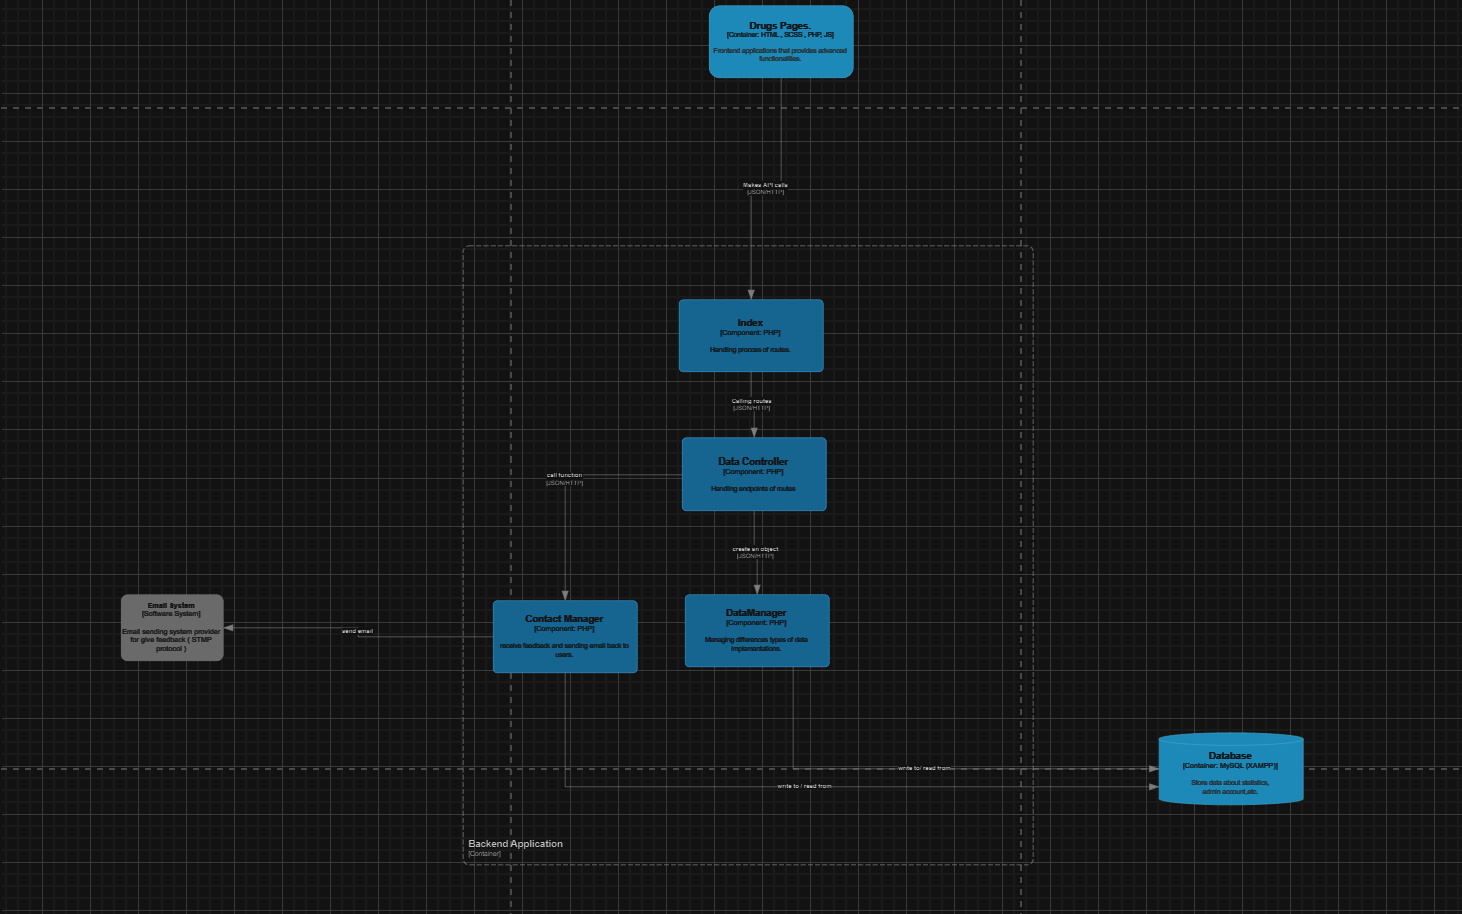 Drugs Pages.
[Container: HTML , SCSS , PHP, JS]
Frontend applications that provides advanced
functionalities.
Makes API calls
[JSON/HTTP]
Index
[Component: PHP]
Handling process of routes.
Calling routes
[JSON/HTTP]
Data Controller
[Component: PHP]
Handling endpoints of routes
call function
[JSON/HTTP]
create an object
[JSON/HTTP]
Email System
[Software System]
Email sending system provider
for give feedback ( STMP
protocol )
send email
Contact Manager
[Component: PHP]
receive feedback and sending email back to
users.
DataManager
[Component: PHP]
Managing differences types of data
implementations.
write to/ read from
write to / read from
Database
[Container: MySQL (XAMPP)]
Store data about statistics,
admin account,etc.
Backend Application
[Container]